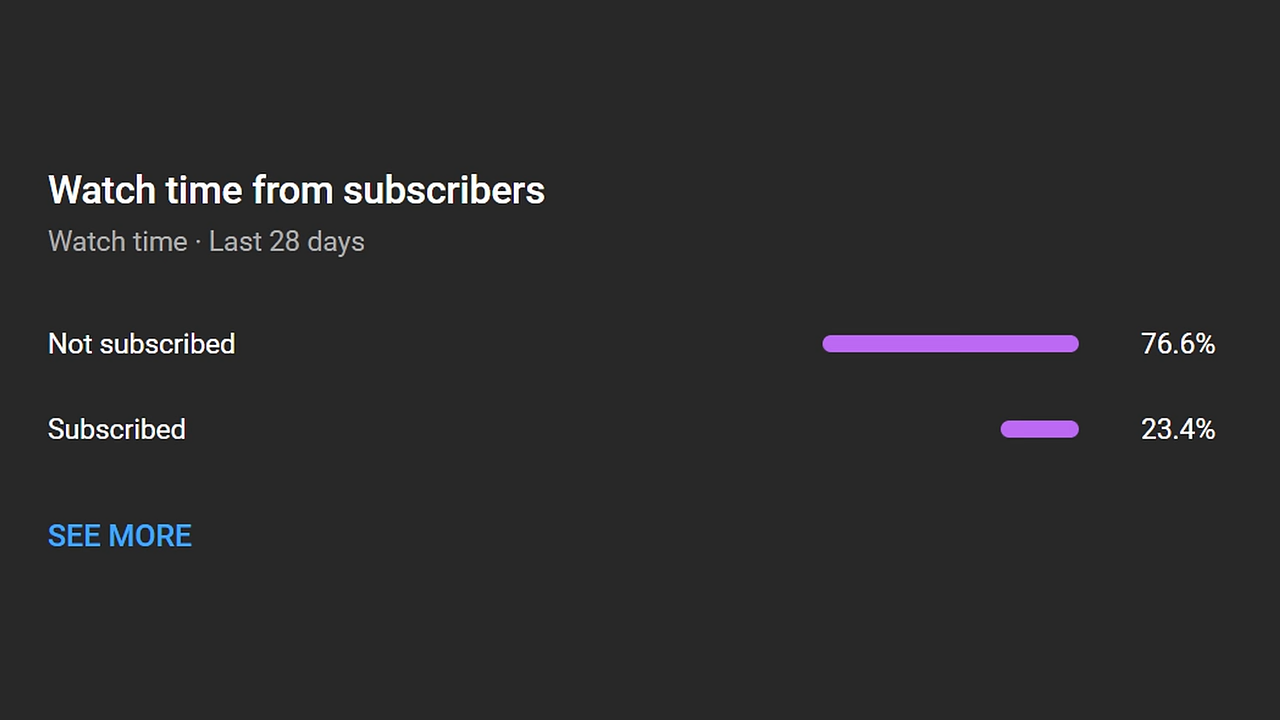 Watch time from subscribers
Watch time · Last 28 days
Not subscribed 76.6%
Subscribed 23.4%
SEE MORE